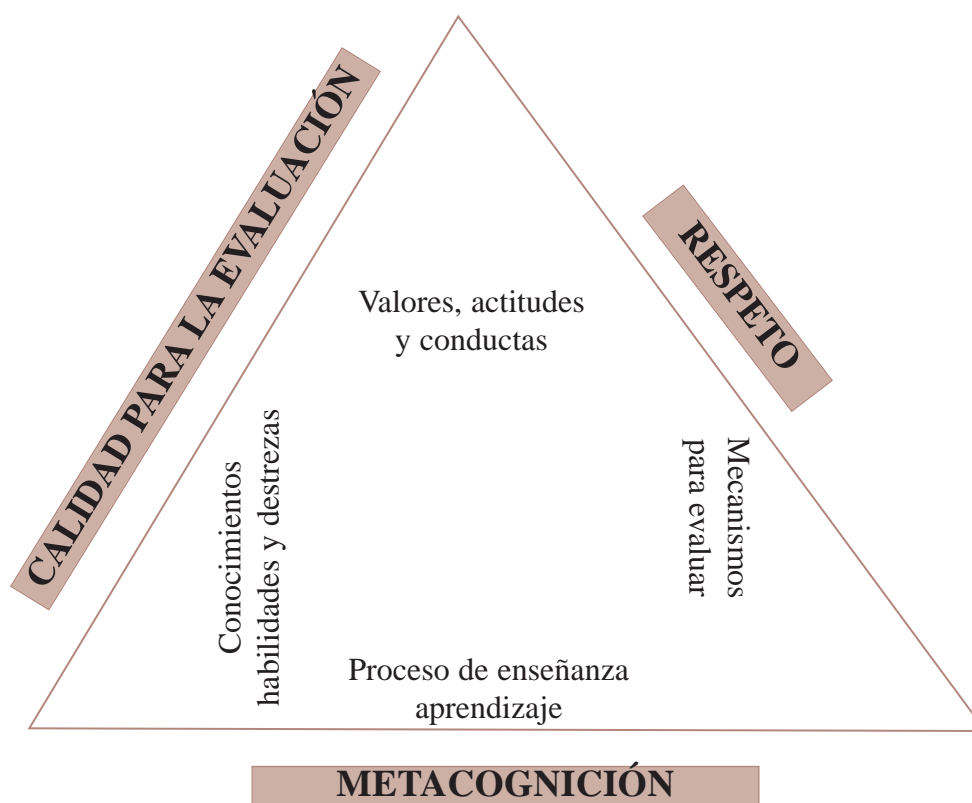 CALIDAD PARA LA EVALUACIÓN
RESPETO
Valores, actitudes
y conductas
Conocimientos
habilidades y destrezas
Mecanismos
para evaluar
Proceso de enseñanza
aprendizaje
METACOGNICIÓN